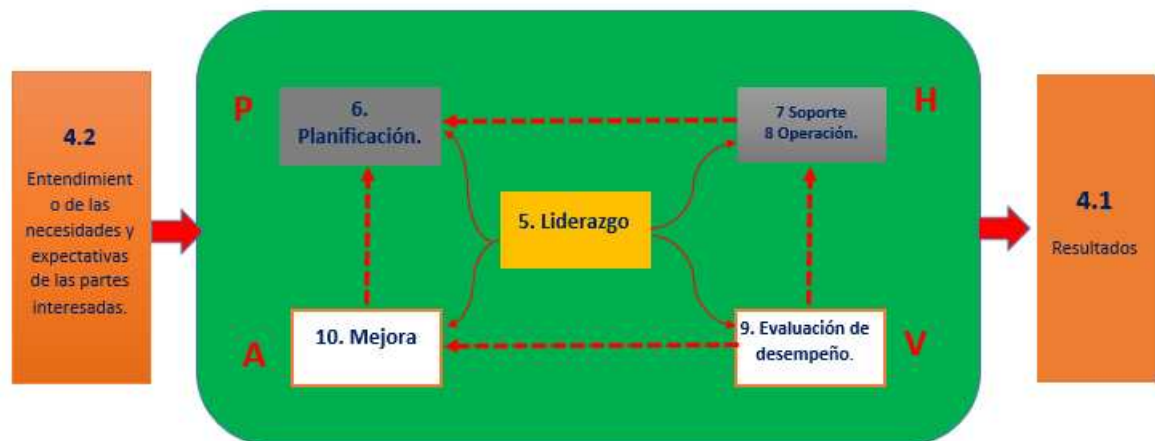 4.2
Entendimient
o de las
necesidades y
expectativas
de las partes
interesadas.
P
6.
Planificación.
7 Soporte
8 Operación.
H
5. Liderazgo
A
10. Mejora
9. Evaluación de
desempeño.
V
4.1
Resultados